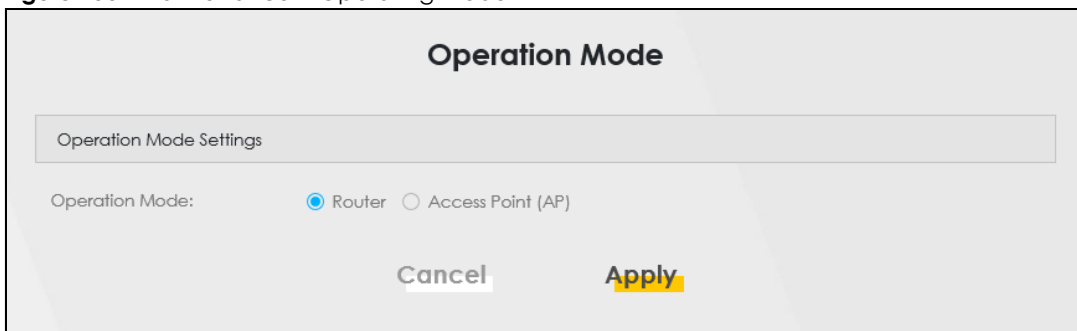 Operation Mode
Operation Mode Settings
Operation Mode: Router Access Point (AP)
Cancel Apply